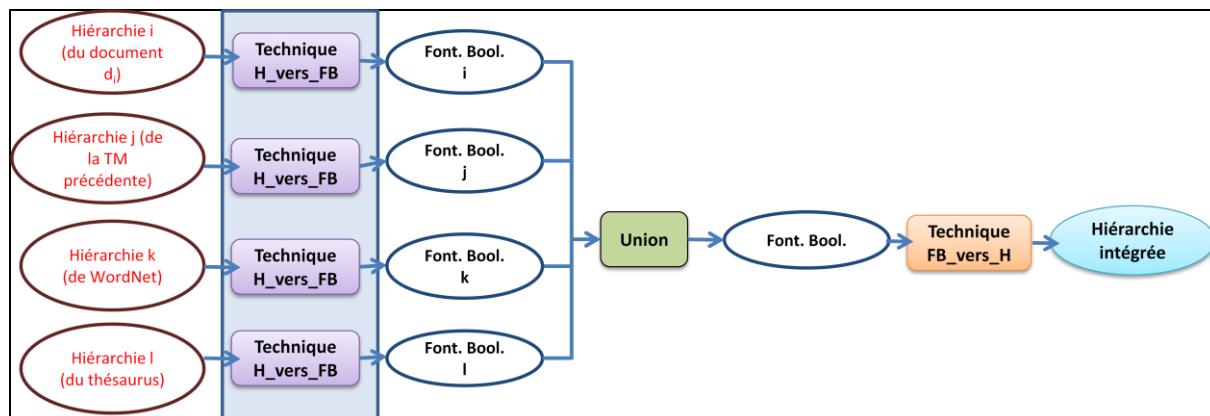 Hiérarchie i
(du document
di)
Technique
H_vers_FB
Font. Bool.
i
Hiérarchie j (de
la TM
précédente)
Technique
H_vers_FB
Font. Bool.
j
Hiérarchie k
(de WordNet)
Technique
H_vers_FB
Font. Bool.
k
Hiérarchie l
(du thésaurus)
Technique
H_vers_FB
Font. Bool.
l
Union
Font. Bool.
Technique
FB_vers_H
Hiérarchie
intégrée